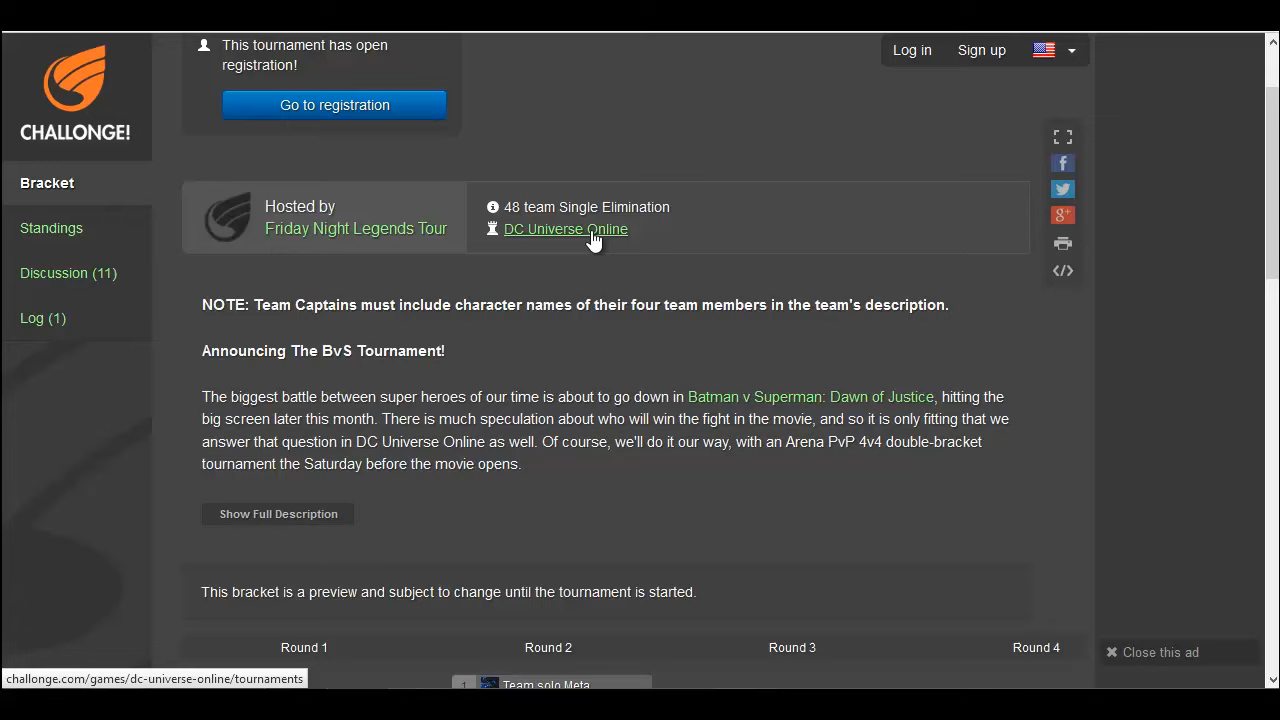 This tournament has open
registration!
Go to registration
Log in Sign up
CHALLONGE!
Bracket
Standings
Discussion (11)
Log (1)
Hosted by
Friday Night Legends Tour
48 team Single Elimination
DC Universe Online
NOTE: Team Captains must include character names of their four team members in the team's description.
Announcing The BvS Tournament!
The biggest battle between super heroes of our time is about to go down in Batman v Superman: Dawn of Justice, hitting the
big screen later this month. There is much speculation about who will win the fight in the movie, and so it is only fitting that we
answer that question in DC Universe Online as well. Of course, we'll do it our way, with an Arena PvP 4v4 double-bracket
tournament the Saturday before the movie opens.
Show Full Description
This bracket is a preview and subject to change until the tournament is started.
Round 1 Round 2 Round 3 Round 4
1 Team solo Meta
Close this ad
challonge.com/games/dc-universe-online/tournaments